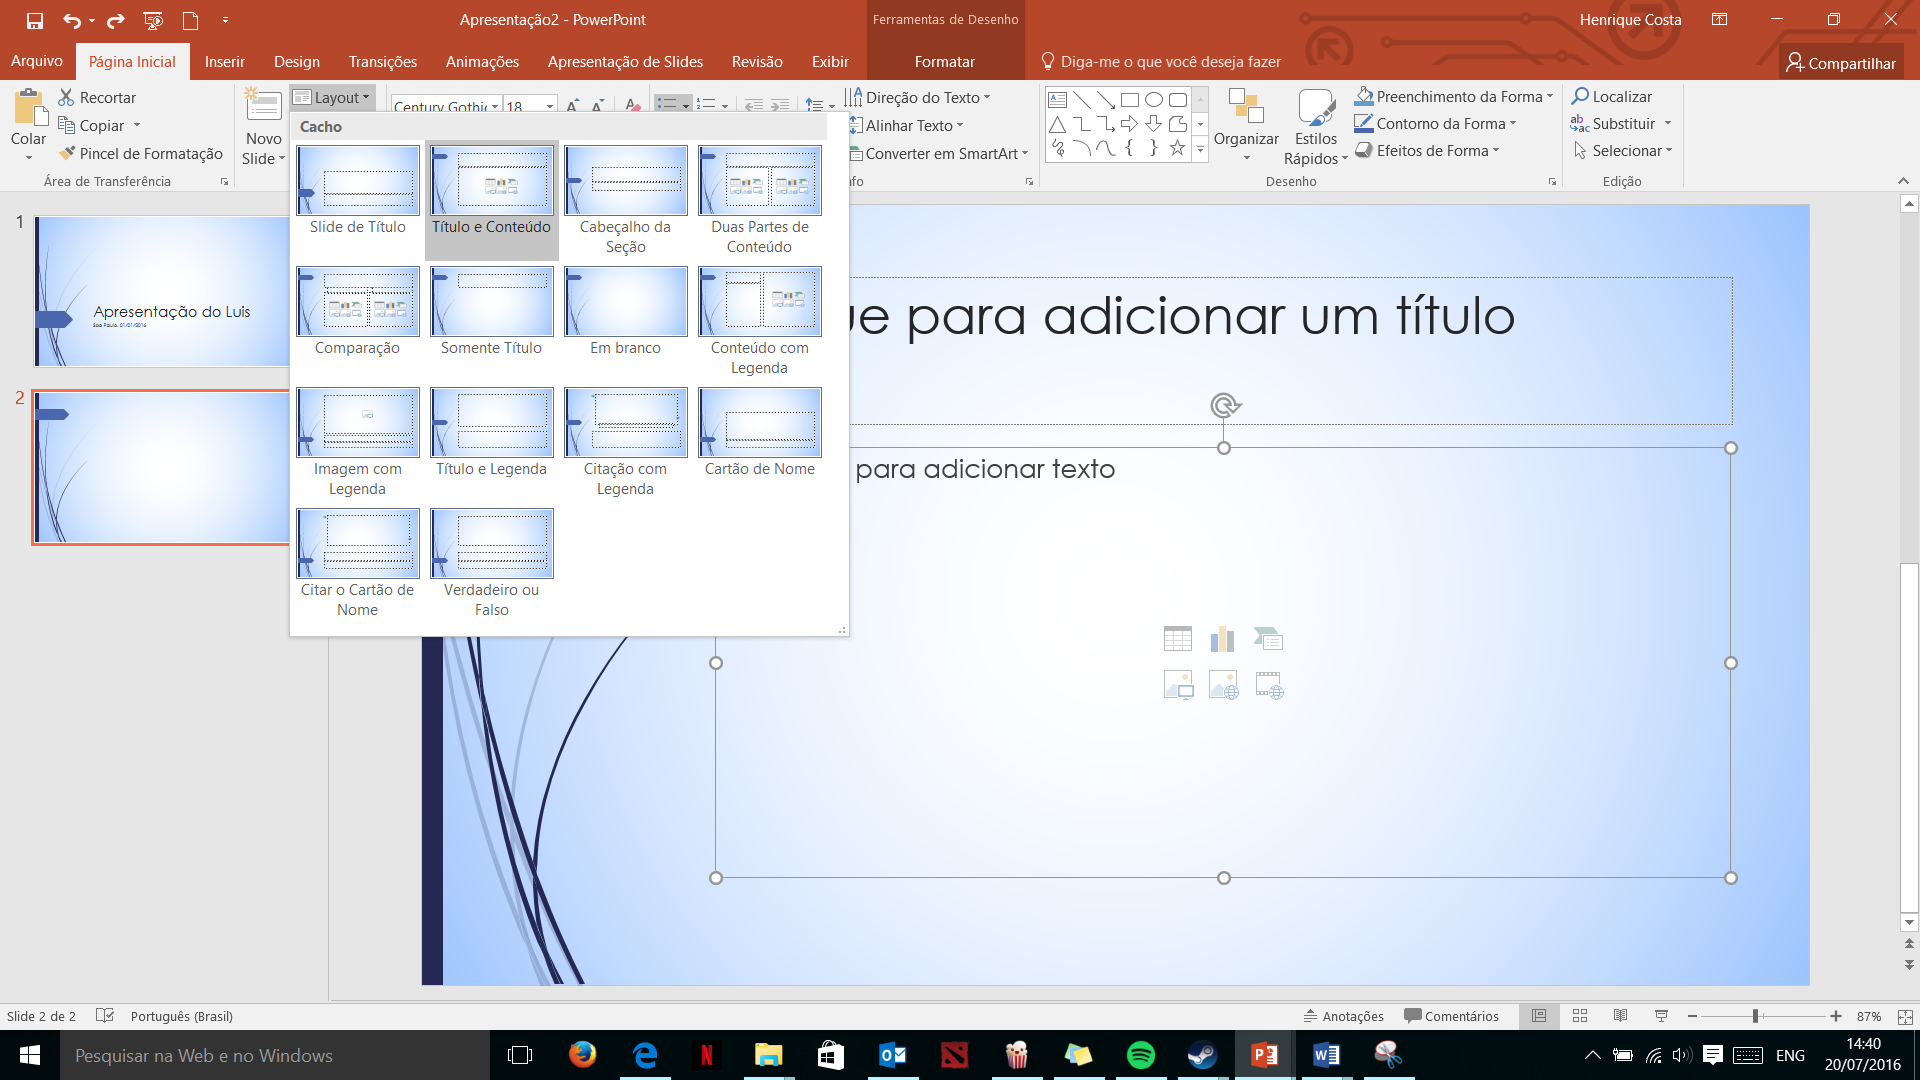 Apresentação2 - PowerPoint
Ferramentas de Desenho
Henrique Costa
Arquivo
Página Inicial
Inserir
Design
Transições
Animações
Apresentação de Slides
Revisão
Exibir
Formatar
Diga-me o que você deseja fazer
Compartilhar
Colar
Recortar
Copiar
Pincel de Formatação
Área de Transferência
Novo
Slide
Layout
Century Gothic
18
Direção do Texto
Alinhar Texto
Converter em SmartArt
Organizar
Estilos
Rápidos
Preenchimento da Forma
Contorno da Forma
Efeitos de Forma
Desenho
Localizar
Substituir
Selecionar
Edição
Cacho
Slide de Título
Título e Conteúdo
Cabeçalho da
Seção
Duas Partes de
Conteúdo
Comparação
Somente Título
Em branco
Conteúdo com
Legenda
Imagem com
Legenda
Título e Legenda
Citação com
Legenda
Cartão de Nome
Citar o Cartão de
Nome
Verdadeiro ou
Falso
1
Apresentação do Luis
Sao Paulo, 01/01/2016
2
ue para adicionar um título
para adicionar texto
Slide 2 de 2
Português (Brasil)
Anotações
Comentários
87%
Pesquisar na Web e no Windows
ENG
14:40
20/07/2016